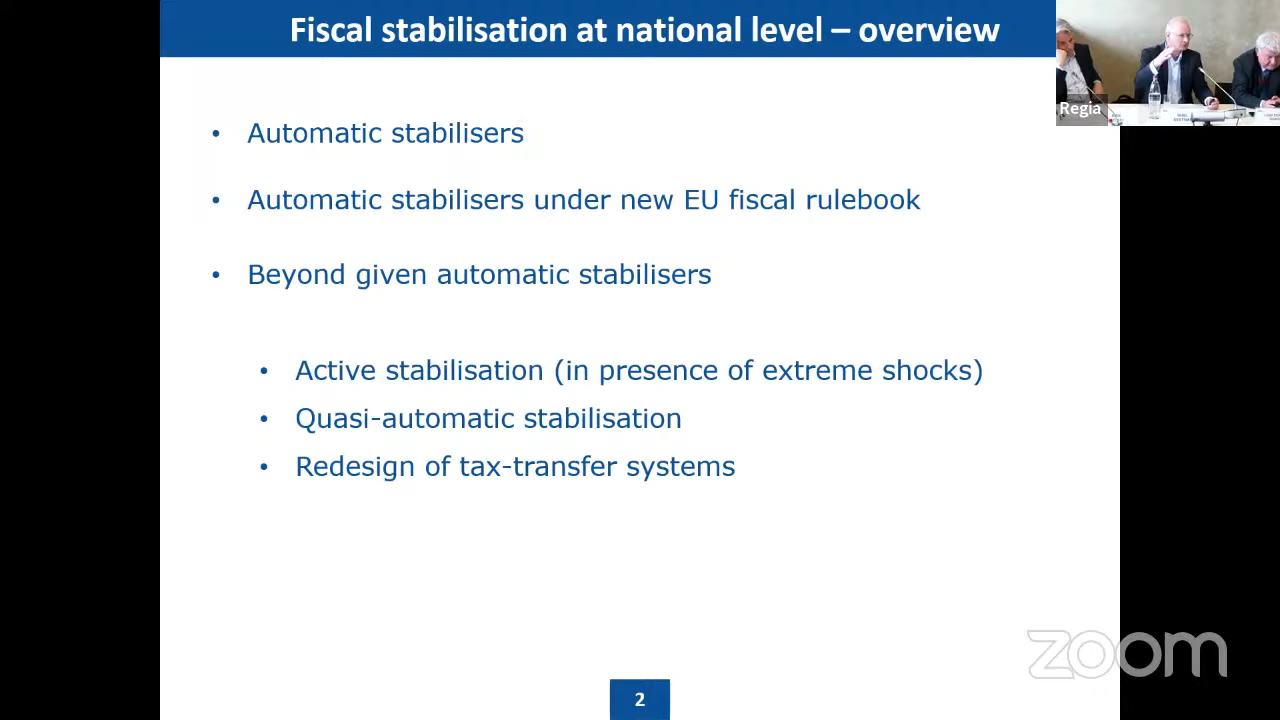 Fiscal stabilisation at national level – overview
Regia
• Automatic stabilisers
• Automatic stabilisers under new EU fiscal rulebook
• Beyond given automatic stabilisers
• Active stabilisation (in presence of extreme shocks)
• Quasi-automatic stabilisation
• Redesign of tax-transfer systems
zoom
2